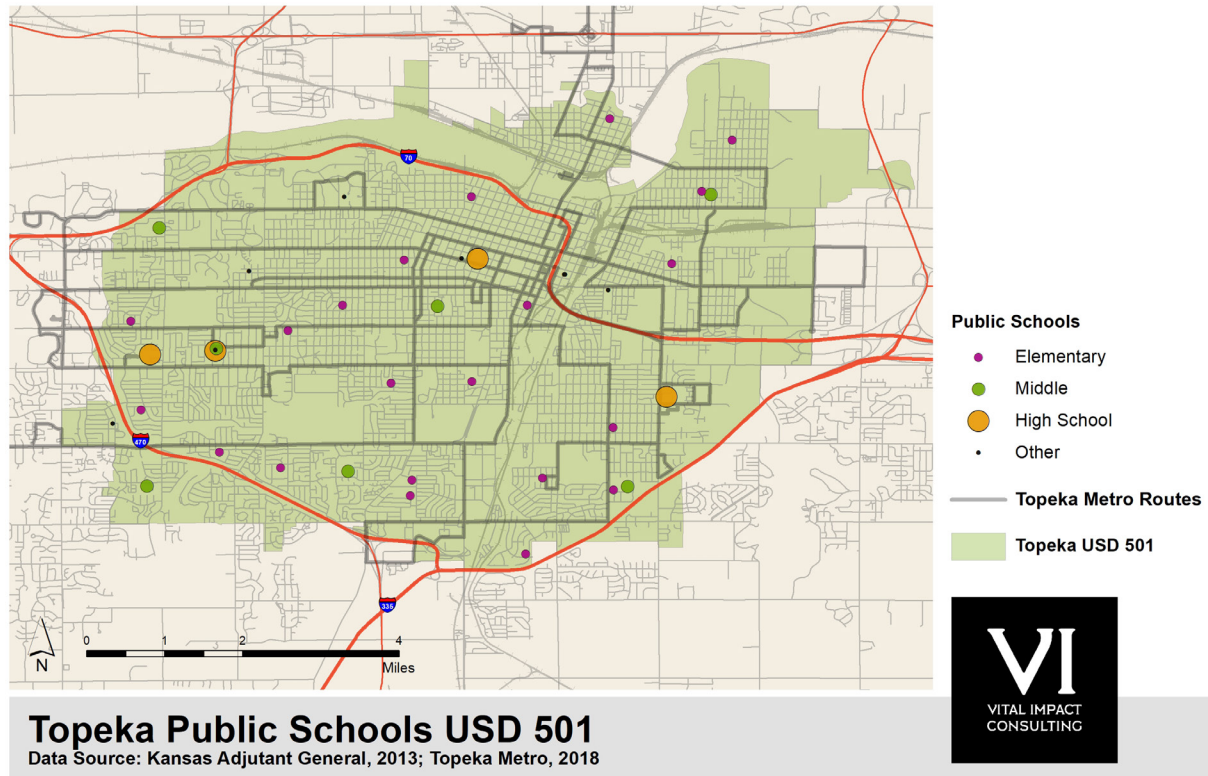 70
470
335
N
0 1 2 4
Miles
Public Schools
Elementary
Middle
High School
Other
Topeka Metro Routes
Topeka USD 501
VI
VITAL IMPACT
CONSULTING
Topeka Public Schools USD 501
Data Source: Kansas Adjutant General, 2013; Topeka Metro, 2018